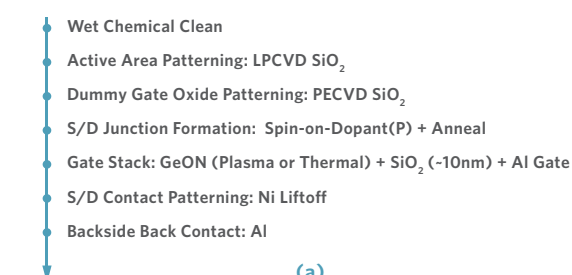 Wet Chemical Clean
Active Area Patterning: LPCVD SiO₂
Dummy Gate Oxide Patterning: PECVD SiO₂
S/D Junction Formation:  Spin-on-Dopant(P) + Anneal
Gate Stack: GeON (Plasma or Thermal) + SiO₂ (~10nm) + Al Gate
S/D Contact Patterning: Ni Liftoff
Backside Back Contact: Al
(a)